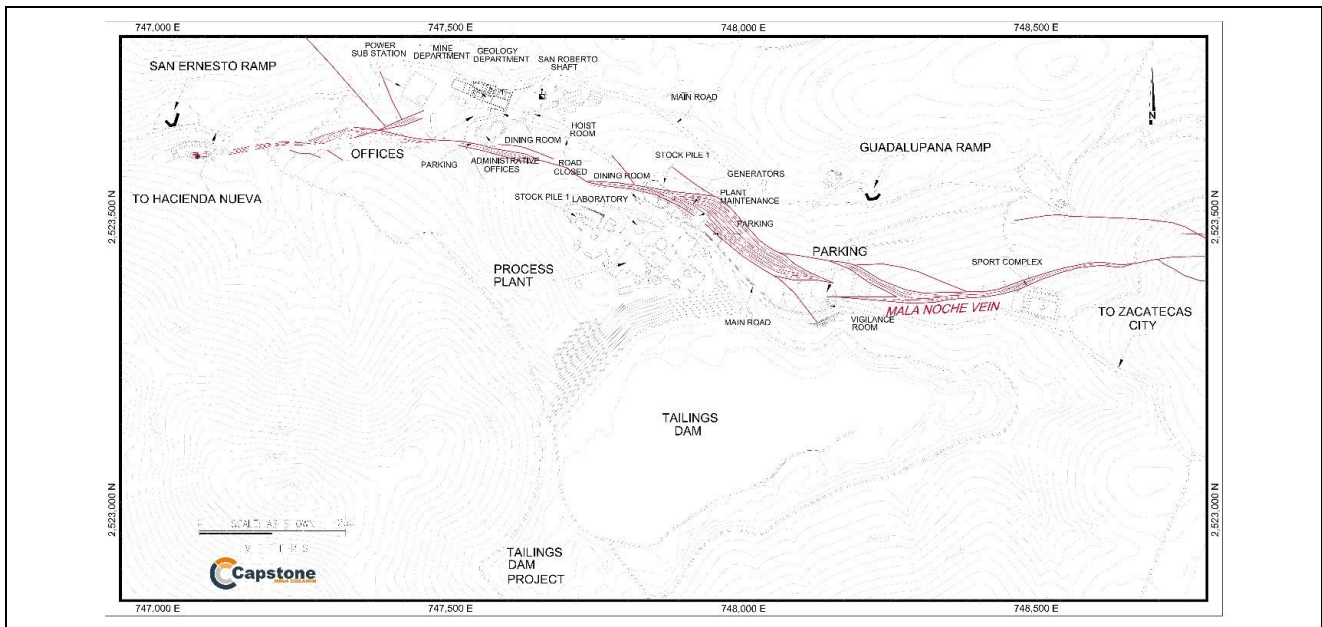 747,000 E
747,500 E
748,000 E
748,500 E
POWER
SUB STATION
MINE
DEPARTMENT
GEOLOGY
DEPARTMENT
SAN ROBERTO
SHAFT
SAN ERNESTO RAMP
MAIN ROAD
HOIST
ROOM
OFFICES
DINING ROOM
PARKING
ADMINISTRATIVE
OFFICES
ROAD
CLOSED
STOCK PILE 1
DINING ROOM
GENERATORS
GUADALUPANA RAMP
TO HACIENDA NUEVA
STOCK PILE 1
LABORATORY
PLANT
MAINTENANCE
PARKING
2,523,500 N
2,523,500 N
PARKING
SPORT COMPLEX
PROCESS
PLANT
MALA NOCHE VEIN
MAIN ROAD
VIGILANCE
ROOM
TO ZACATECAS
CITY
TAILINGS
DAM
2,523,000 N
2,523,000 N
SCALE: AS SHOWN
METERS
Capstone
TAILINGS
DAM
PROJECT
N
747,000 E
747,500 E
748,000 E
748,500 E